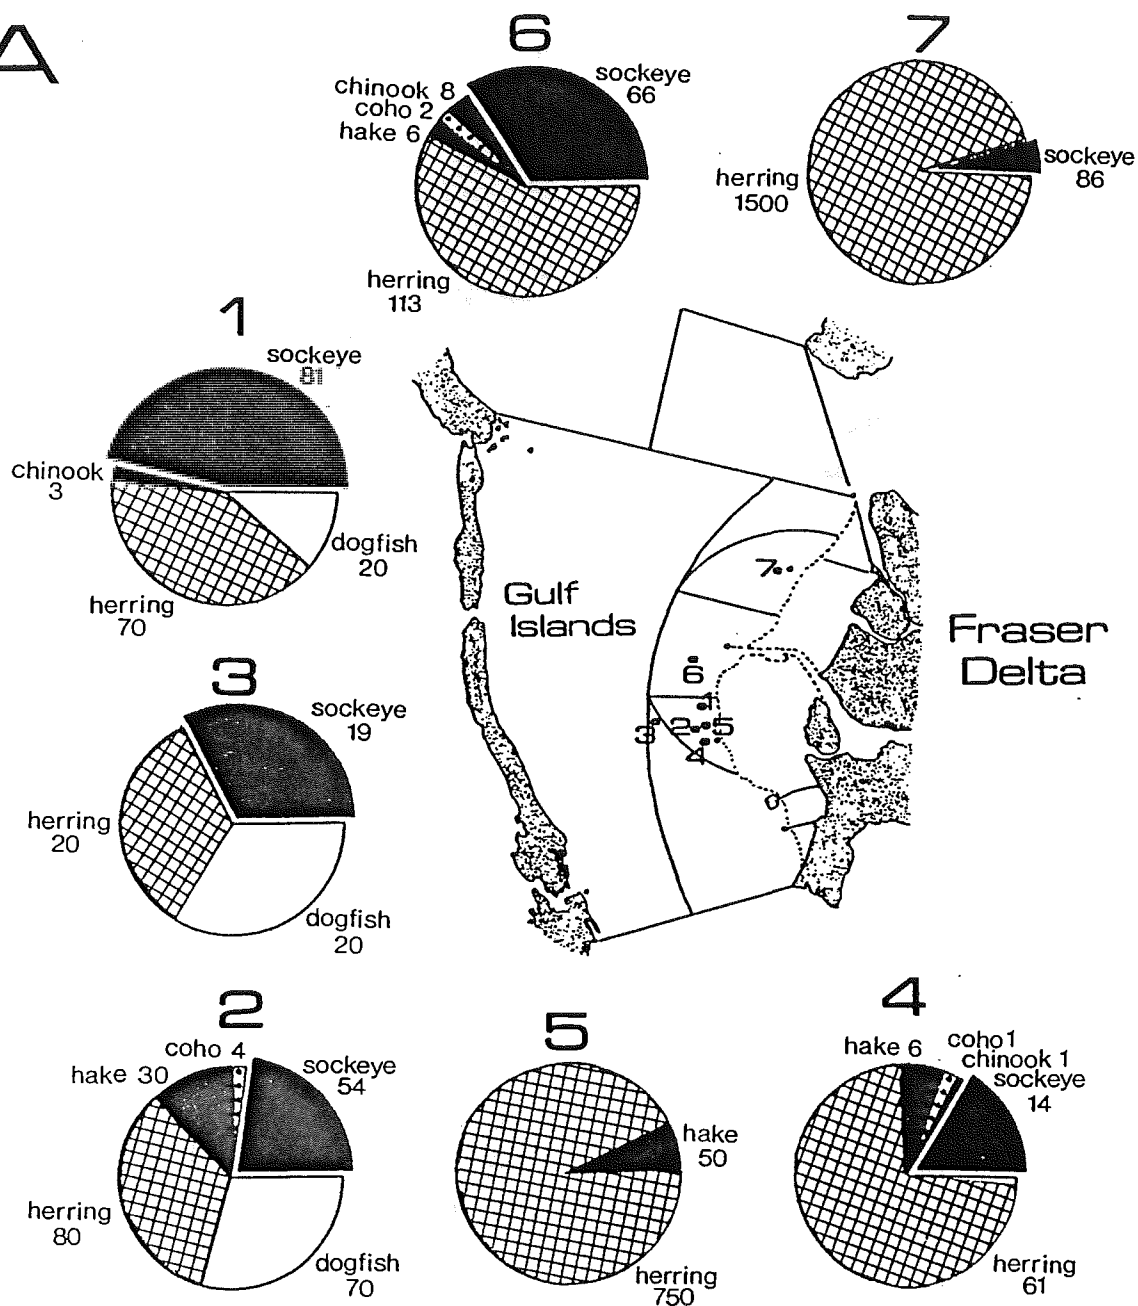 A
6
sockeye
66
chinook 8
coho 2
hake 6
herring
113
7
herring
1500
sockeye
86
1
sockeye
81
chinook
3
dogfish
20
herring
70
Gulf
Islands
Fraser
Delta
7
6
1
3
2
5
4
3
sockeye
19
herring
20
dogfish
20
2
coho 4
sockeye
54
hake 30
herring
80
dogfish
70
5
hake
50
herring
750
4
hake 6
coho 1
chinook 1
sockeye
14
herring
61